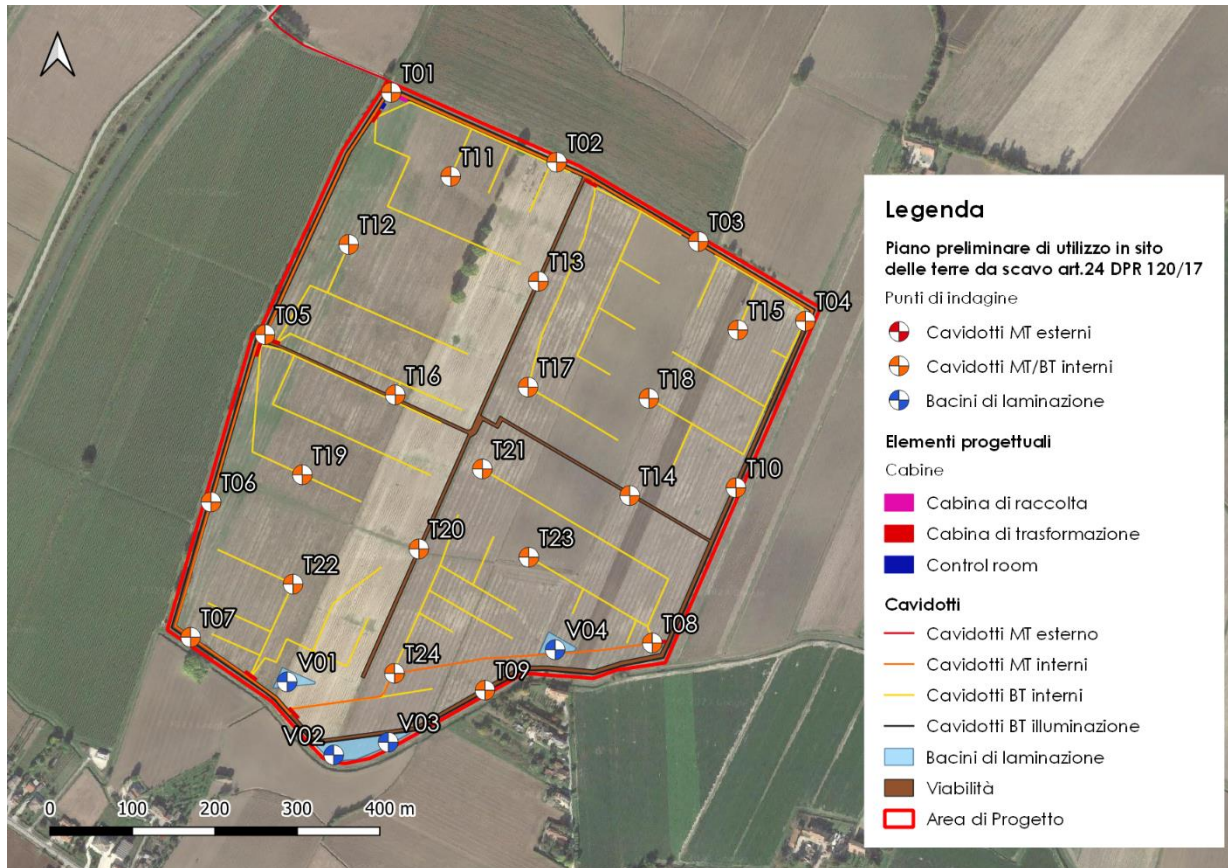 T01
T02
T11
T12
T03
T13
T04
T15
T05
T16
T17
T18
T19
T21
T14
T10
T06
T20
T23
T22
T07
V04
T08
V01
T24
T09
V02
V03
0 100 200 300 400 m
Legenda
Piano preliminare di utilizzo in sito
delle terre da scavo art.24 DPR 120/17
Punti di indagine
Cavidotti MT esterni
Cavidotti MT/BT interni
Bacini di laminazione
Elementi progettuali
Cabine
Cabina di raccolta
Cabina di trasformazione
Control room
Cavidotti
Cavidotti MT esterno
Cavidotti MT interni
Cavidotti BT interni
Cavidotti BT illuminazione
Bacini di laminazione
Viabilità
Area di Progetto